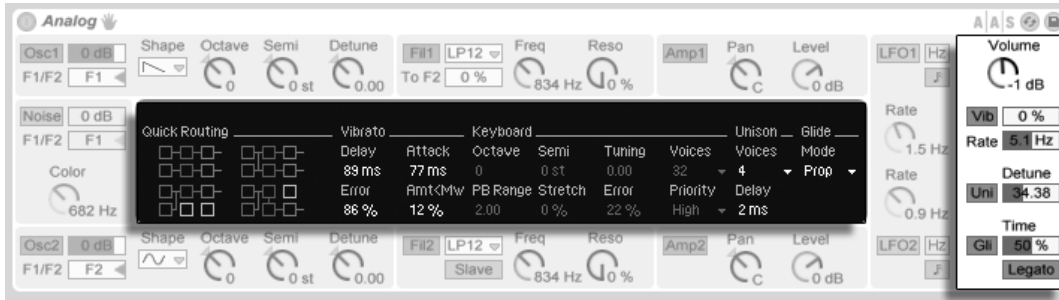 Analog
A A S
Osc1 0 dB Shape Octave Semi Detune Fil1 LP12 Freq Reso Amp1 Pan Level LFO1 Hz Volume
F1/F2 F1 0 0 st 0.00 To F2 0 % 834 Hz 0 % C 0 dB -1 dB
Noise 0 dB
F1/F2 F1
Color
682 Hz
Quick Routing Vibrato Keyboard Unison Glide
Delay Attack Octave Semi Tuning Voices Voices Mode
89 ms 77 ms 0 0 st 0.00 32 4 Prop
Error Amt<Mw PB Range Stretch Error Priority Delay
86 % 12 % 2.00 0 % 22 % High 2 ms
Rate
1.5 Hz
Rate
0.9 Hz
Vib 0 %
Rate 5.1 Hz
Detune
Uni 34.38
Time
Gli 50 %
Legato
Osc2 0 dB Shape Octave Semi Detune Fil2 LP12 Freq Reso Amp2 Pan Level LFO2 Hz
F1/F2 F2 0 0 st 0.00 Slave 834 Hz 0 % C 0 dB